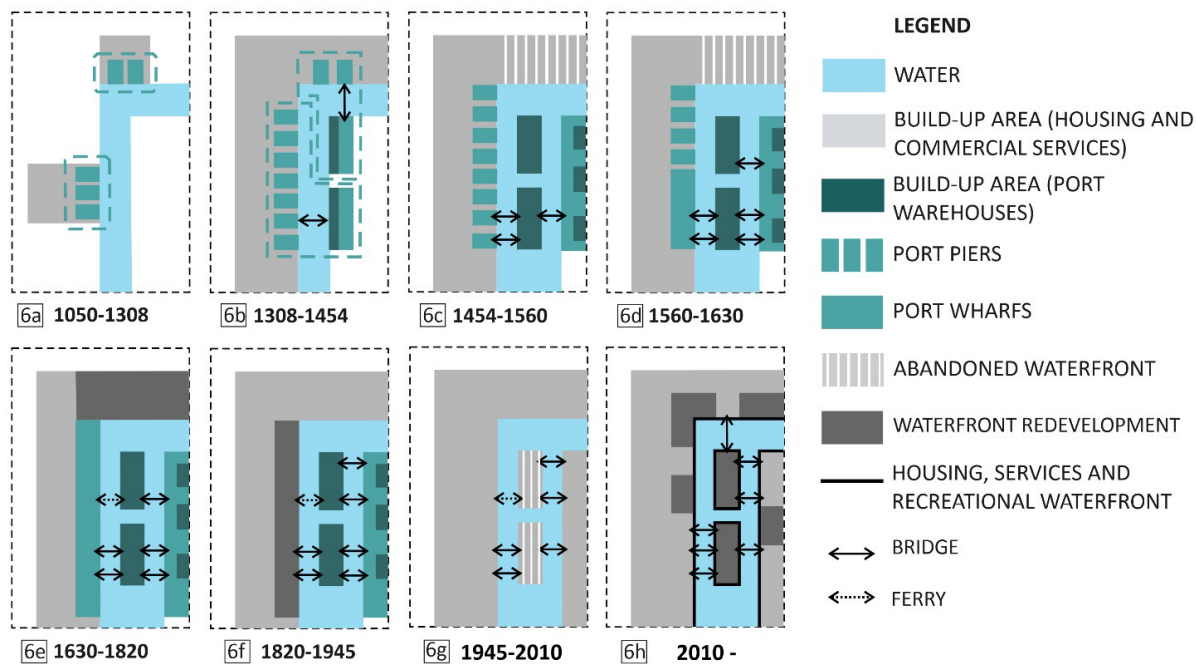 6a 1050-1308
6b 1308-1454
6c 1454-1560
6d 1560-1630
6e 1630-1820
6f 1820-1945
6g 1945-2010
6h 2010 -
LEGEND
WATER
BUILD-UP AREA (HOUSING AND
COMMERCIAL SERVICES)
BUILD-UP AREA (PORT
WAREHOUSES)
PORT PIERS
PORT WHARFS
ABANDONED WATERFRONT
WATERFRONT REDEVELOPMENT
HOUSING, SERVICES AND
RECREATIONAL WATERFRONT
BRIDGE
FERRY